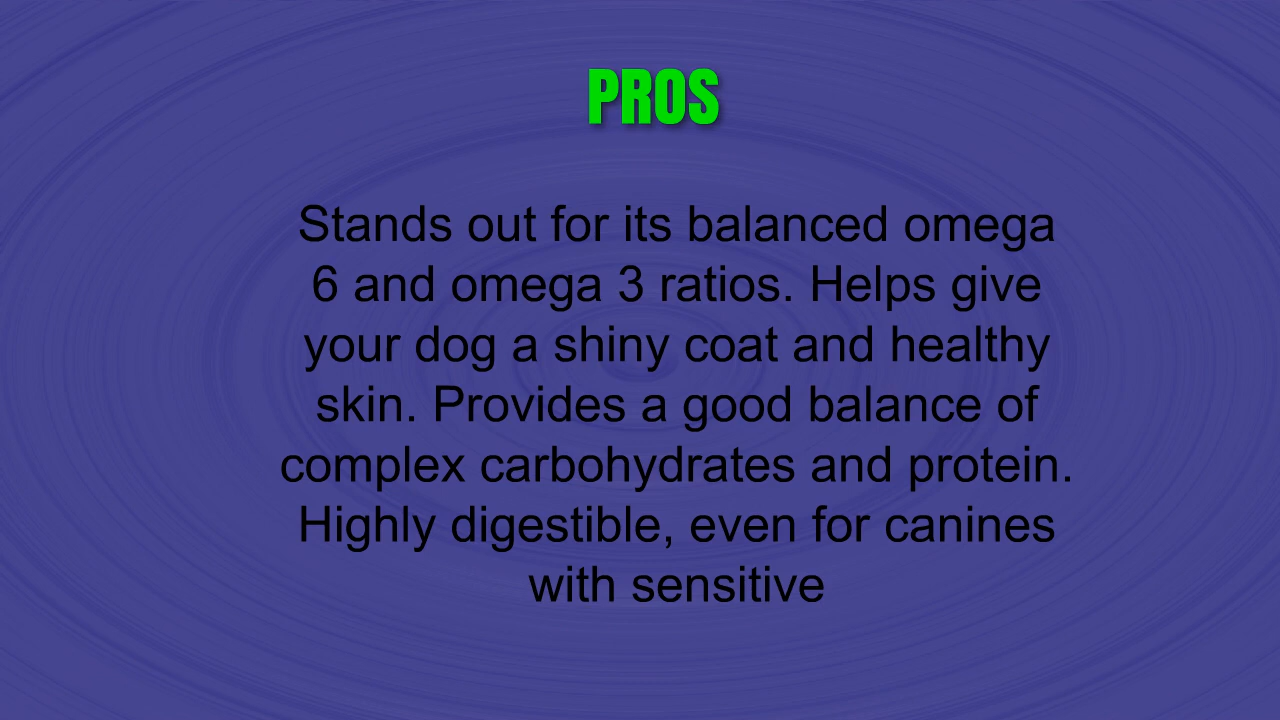 PROS
Stands out for its balanced omega
6 and omega 3 ratios. Helps give
your dog a shiny coat and healthy
skin. Provides a good balance of
complex carbohydrates and protein.
Highly digestible, even for canines
with sensitive